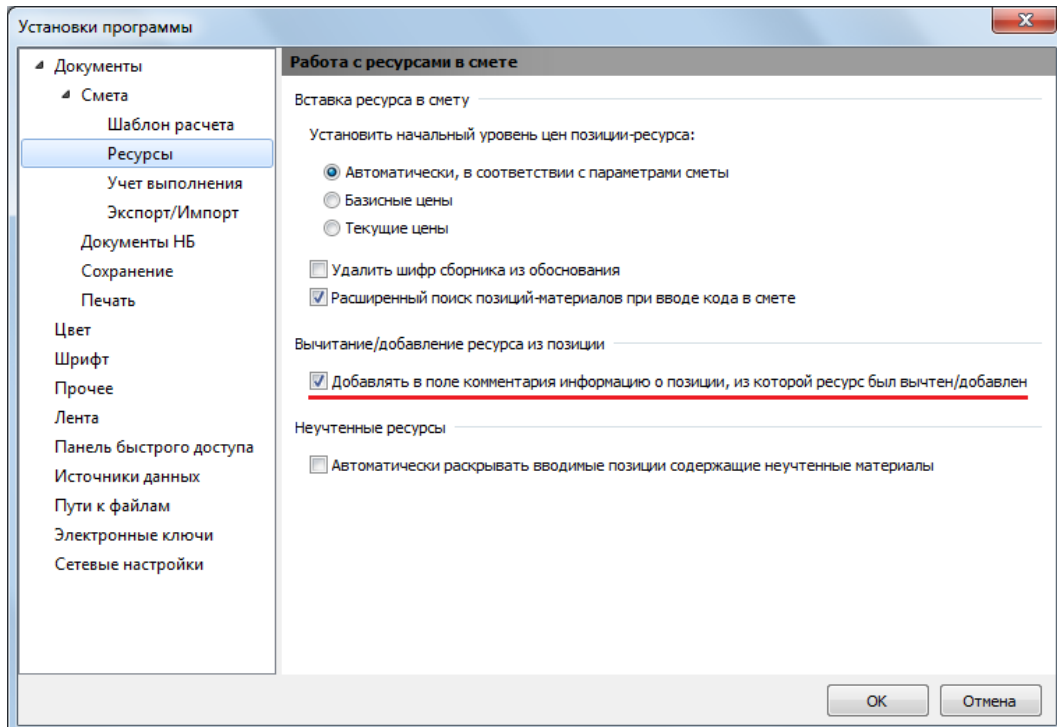 Установки программы
Документы
Смета
Шаблон расчета
Ресурсы
Учет выполнения
Экспорт/Импорт
Документы НБ
Сохранение
Печать
Цвет
Шрифт
Прочее
Лента
Панель быстрого доступа
Источники данных
Пути к файлам
Электронные ключи
Сетевые настройки
Работа с ресурсами в смете
Вставка ресурса в смету
Установить начальный уровень цен позиции-ресурса:
Автоматически, в соответствии с параметрами сметы
Базисные цены
Текущие цены
Удалить шифр сборника из обоснования
Расширенный поиск позиций-материалов при вводе кода в смете
Вычитание/добавление ресурса из позиции
Добавлять в поле комментария информацию о позиции, из которой ресурс был вычтен/добавлен
Неучтенные ресурсы
Автоматически раскрывать вводимые позиции содержащие неучтенные материалы
ОК
Отмена